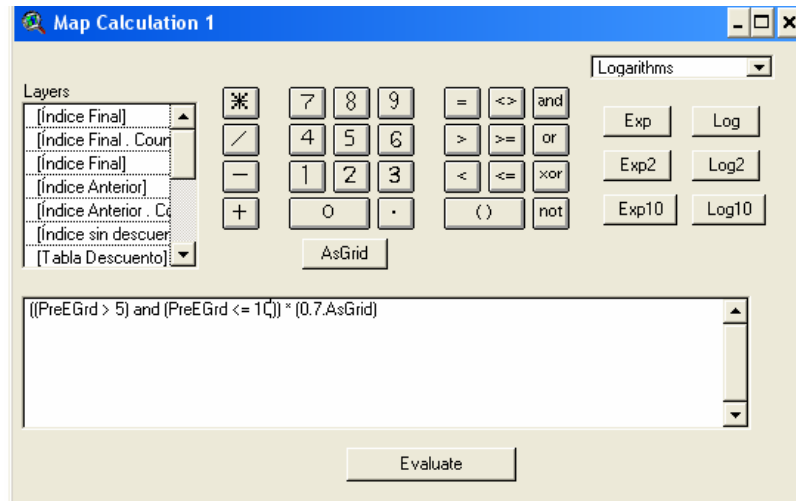 Map Calculation 1
Logarithms
Layers
[Índice Final]
[Índice Final . Coun
[Índice Final]
[Índice Anterior]
[Índice Anterior . Co
[Índice sin descuer
[Tabla Descuento]
* 7 8 9 = <> and
/ 4 5 6 > >= or
- 1 2 3 < <= xor
+ 0 . ( ) not
AsGrid
Exp Log
Exp2 Log2
Exp10 Log10
((PreEGrd > 5) and (PreEGrd <= 10)) * (0.7.AsGrid)
Evaluate